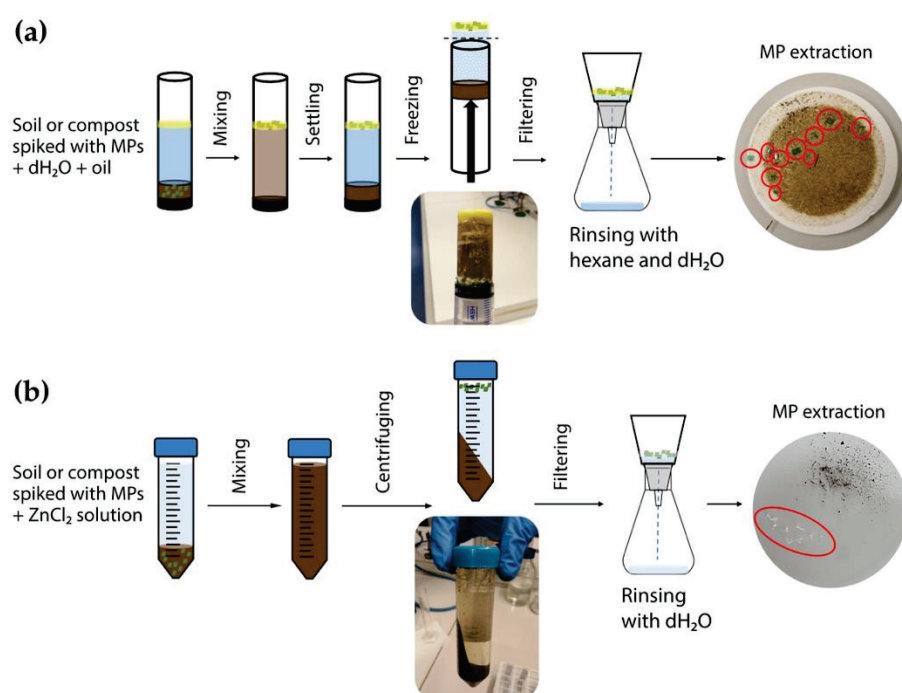 (a)
Soil or compost
spiked with MPs
+ dH₂O + oil
Mixing
Settling
Freezing
Filtering
Rinsing with
hexane and dH₂O
MP extraction
(b)
Soil or compost
spiked with MPs
+ ZnCl₂ solution
Mixing
Centrifuging
Filtering
Rinsing
with dH₂O
MP extraction